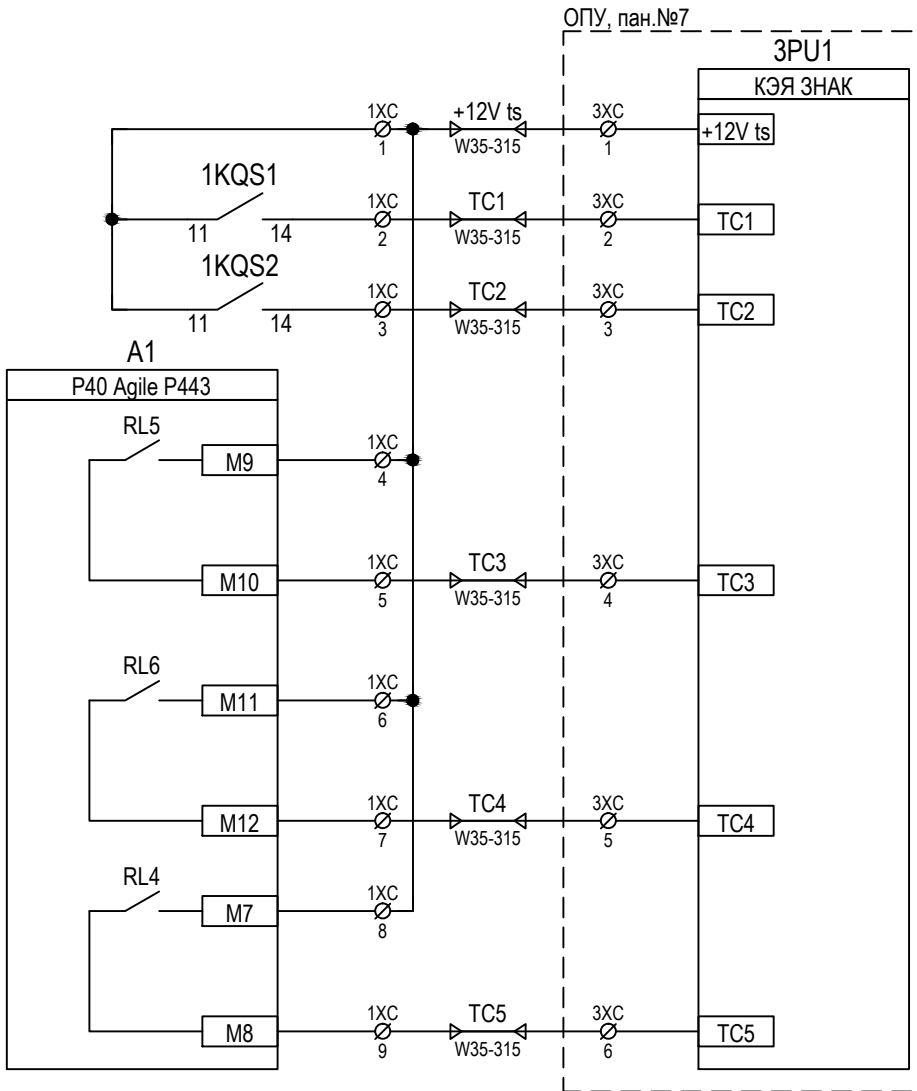 ОПУ, пан.№7
3PU1
КЭЯ ЗНАК
1XC +12V ts 3XC +12V ts
1 W35-315 1
1KQS1 1XC TC1 3XC TC1
11 14 2 W35-315 2
1KQS2 1XC TC2 3XC TC2
11 14 3 W35-315 3
A1
P40 Agile P443
RL5 M9 1XC
4
M10 1XC TC3 3XC TC3
5 W35-315 4
RL6 M11 1XC
6
M12 1XC TC4 3XC TC4
7 W35-315 5
RL4 M7 1XC
8
M8 1XC TC5 3XC TC5
9 W35-315 6